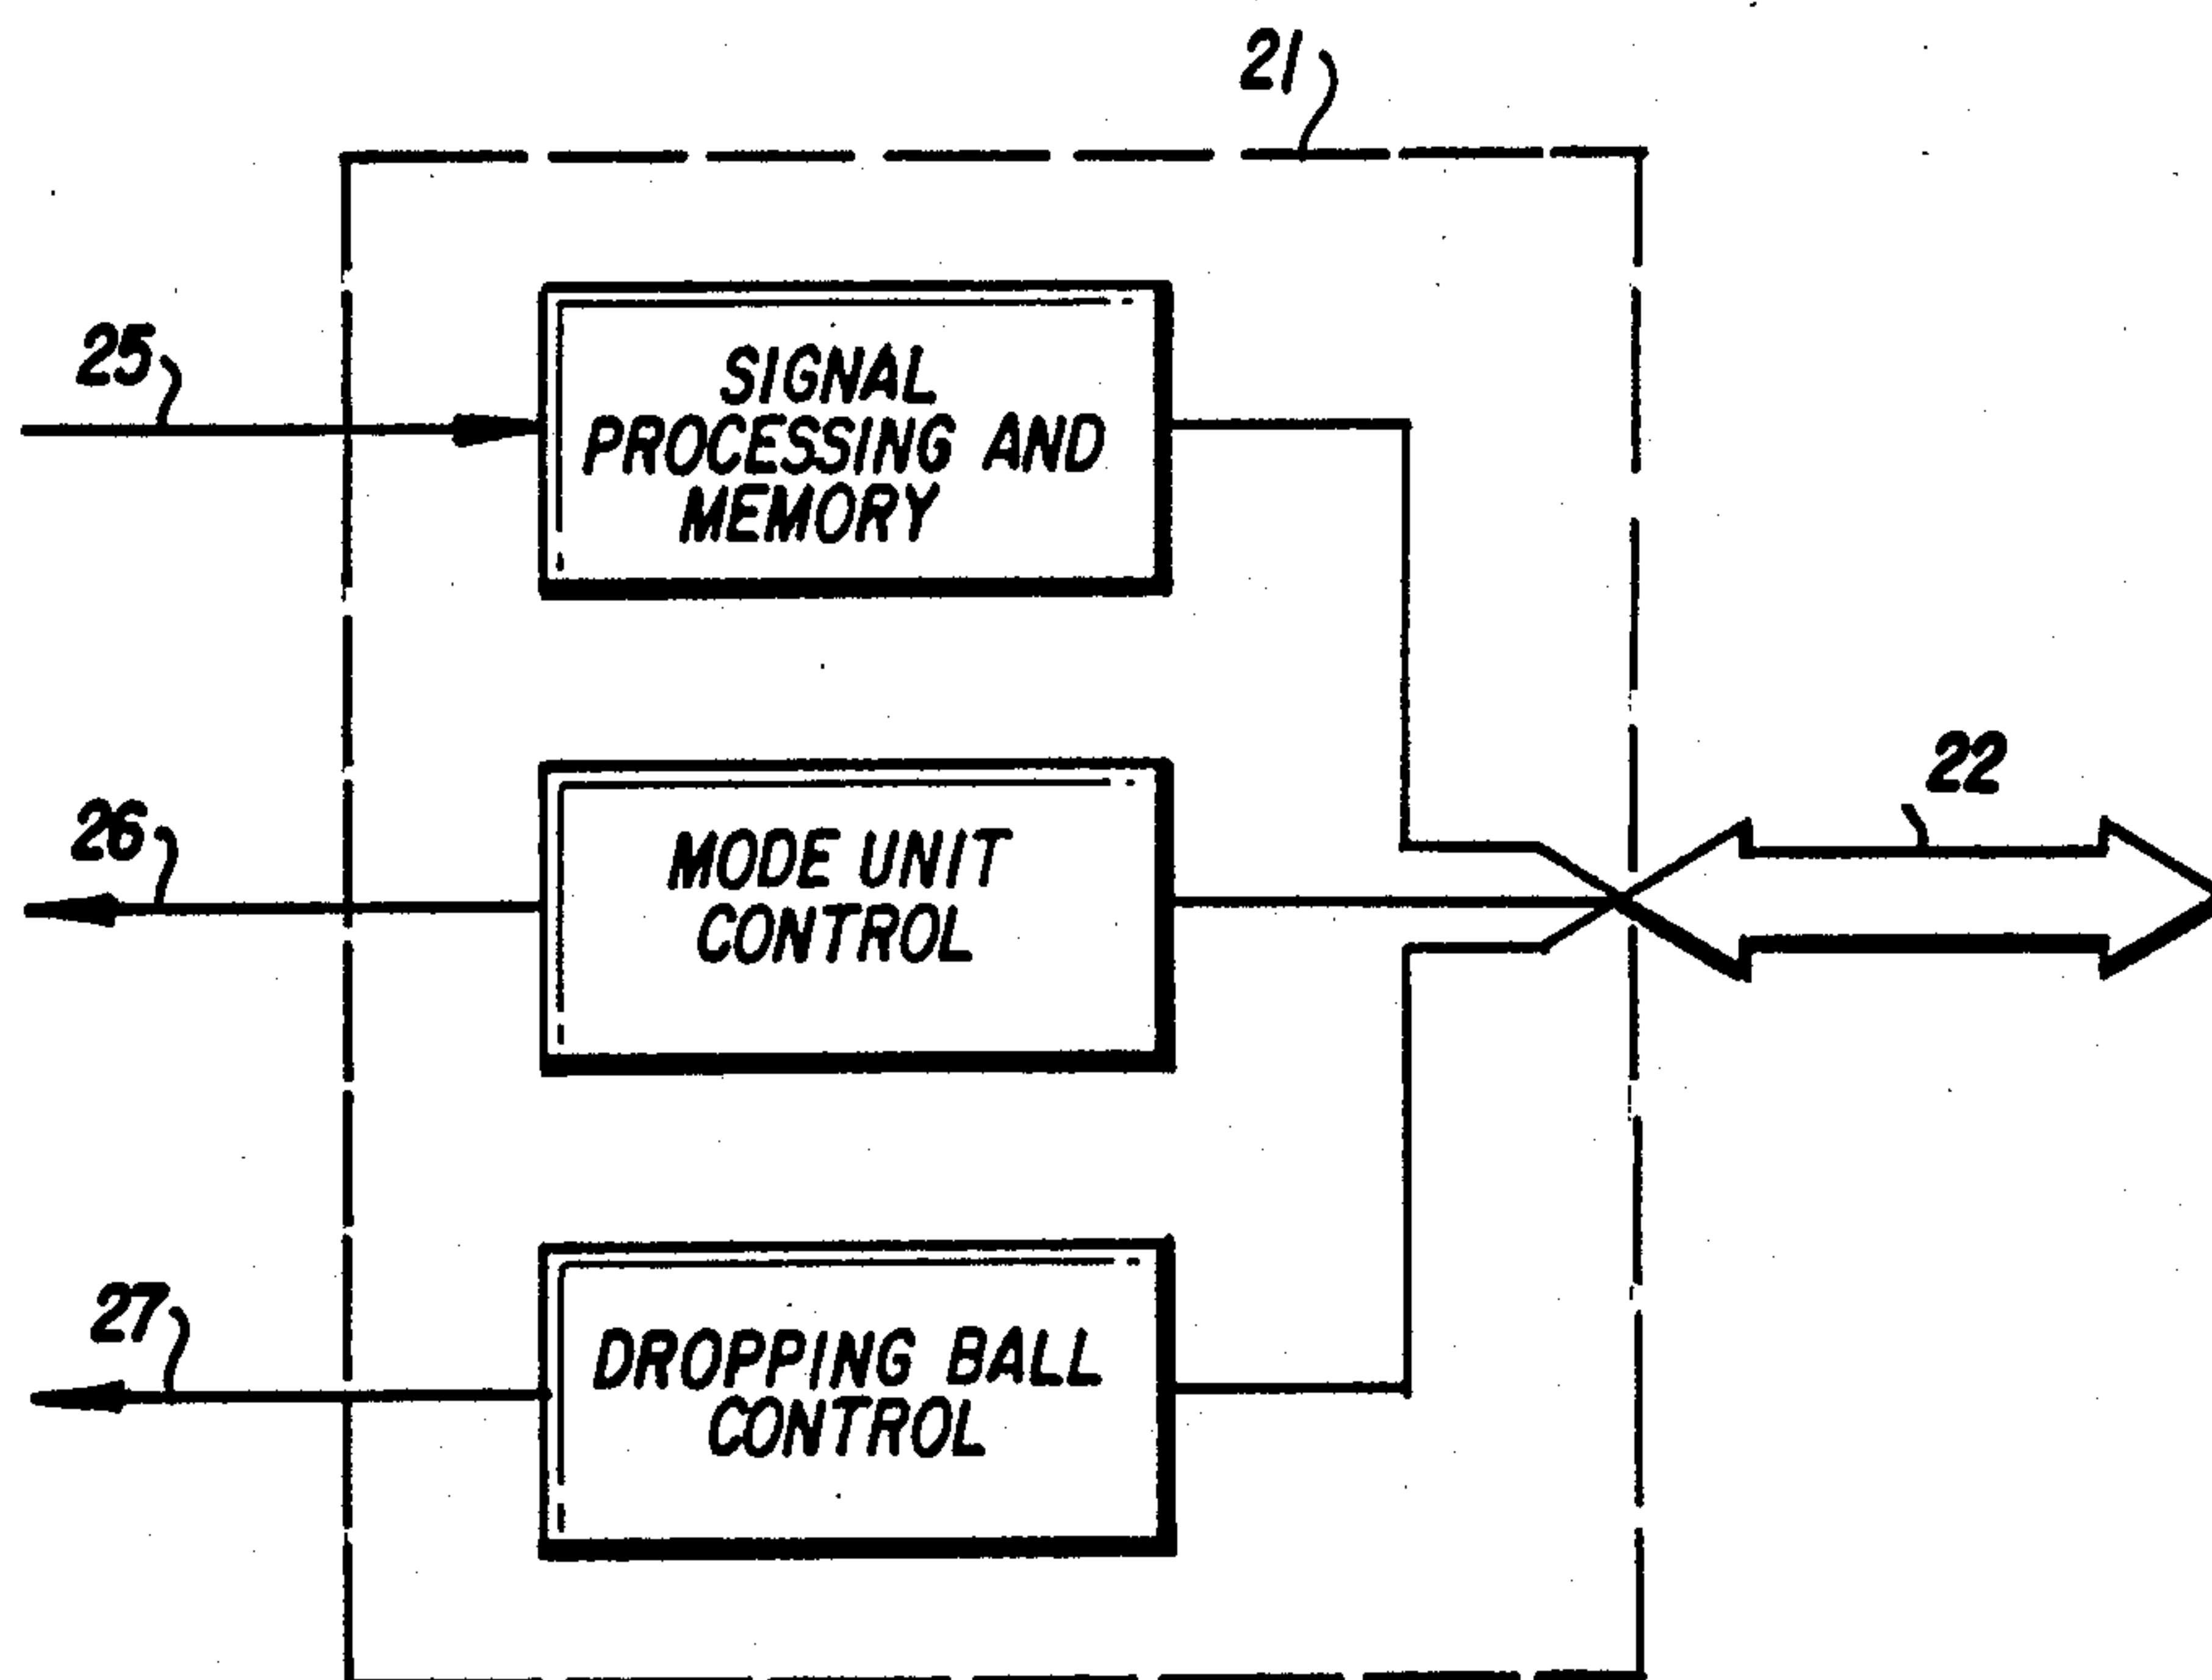 21
25
SIGNAL
PROCESSING AND
MEMORY
22
26
MODE UNIT
CONTROL
27
DROPPING BALL
CONTROL